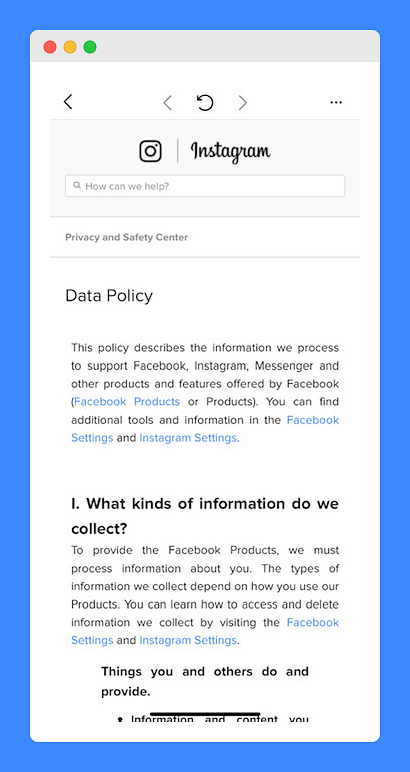 Instagram
How can we help?
Privacy and Safety Center
Data Policy
This policy describes the information we process
to support Facebook, Instagram, Messenger and
other products and features offered by Facebook
(Facebook Products or Products). You can find
additional tools and information in the Facebook
Settings and Instagram Settings.
I. What kinds of information do we
collect?
To provide the Facebook Products, we must
process information about you. The types of
information we collect depend on how you use our
Products. You can learn how to access and delete
information we collect by visiting the Facebook
Settings and Instagram Settings.
Things you and others do and
provide.
• Information and content you